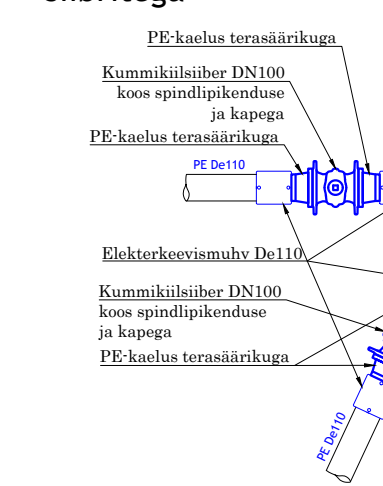 PE-kaelus terasäärikuga
Kummikiilsiiber DN100
koos spindlipikenduse
ja kapega
PE-kaelus terasäärikuga
PE De110
Elekterkeevismuhv De110
Kummikiilsiiber DN100
koos spindlipikenduse
ja kapega
PE-kaelus terasäärikuga
PE De110